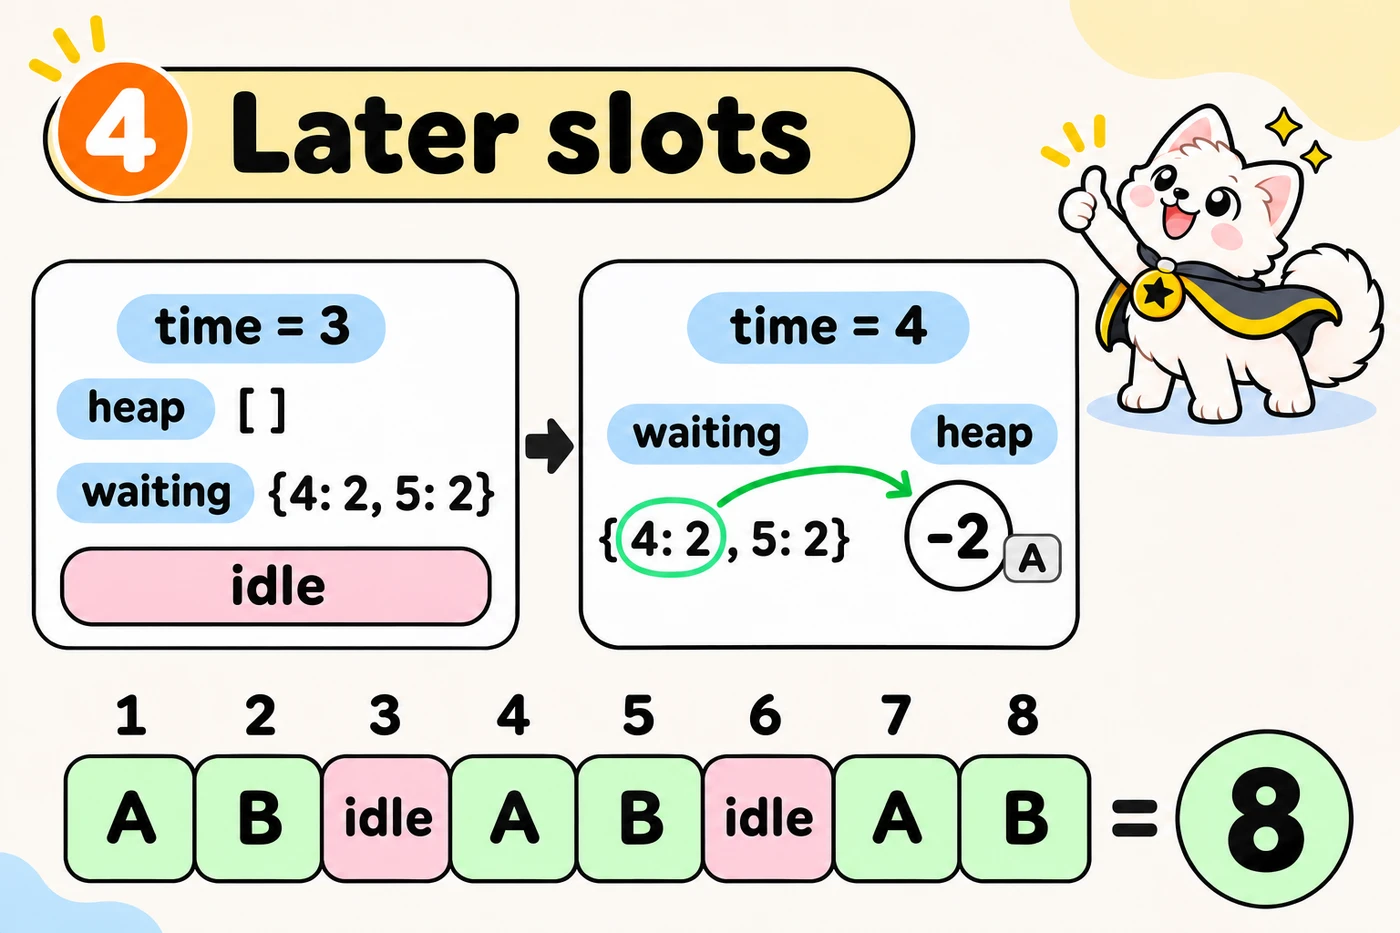 4 Later slots
time = 3
heap [ ]
waiting {4: 2, 5: 2}
idle
time = 4
waiting heap
{4: 2, 5: 2} -2 A
1 2 3 4 5 6 7 8
A B idle A B idle A B = 8